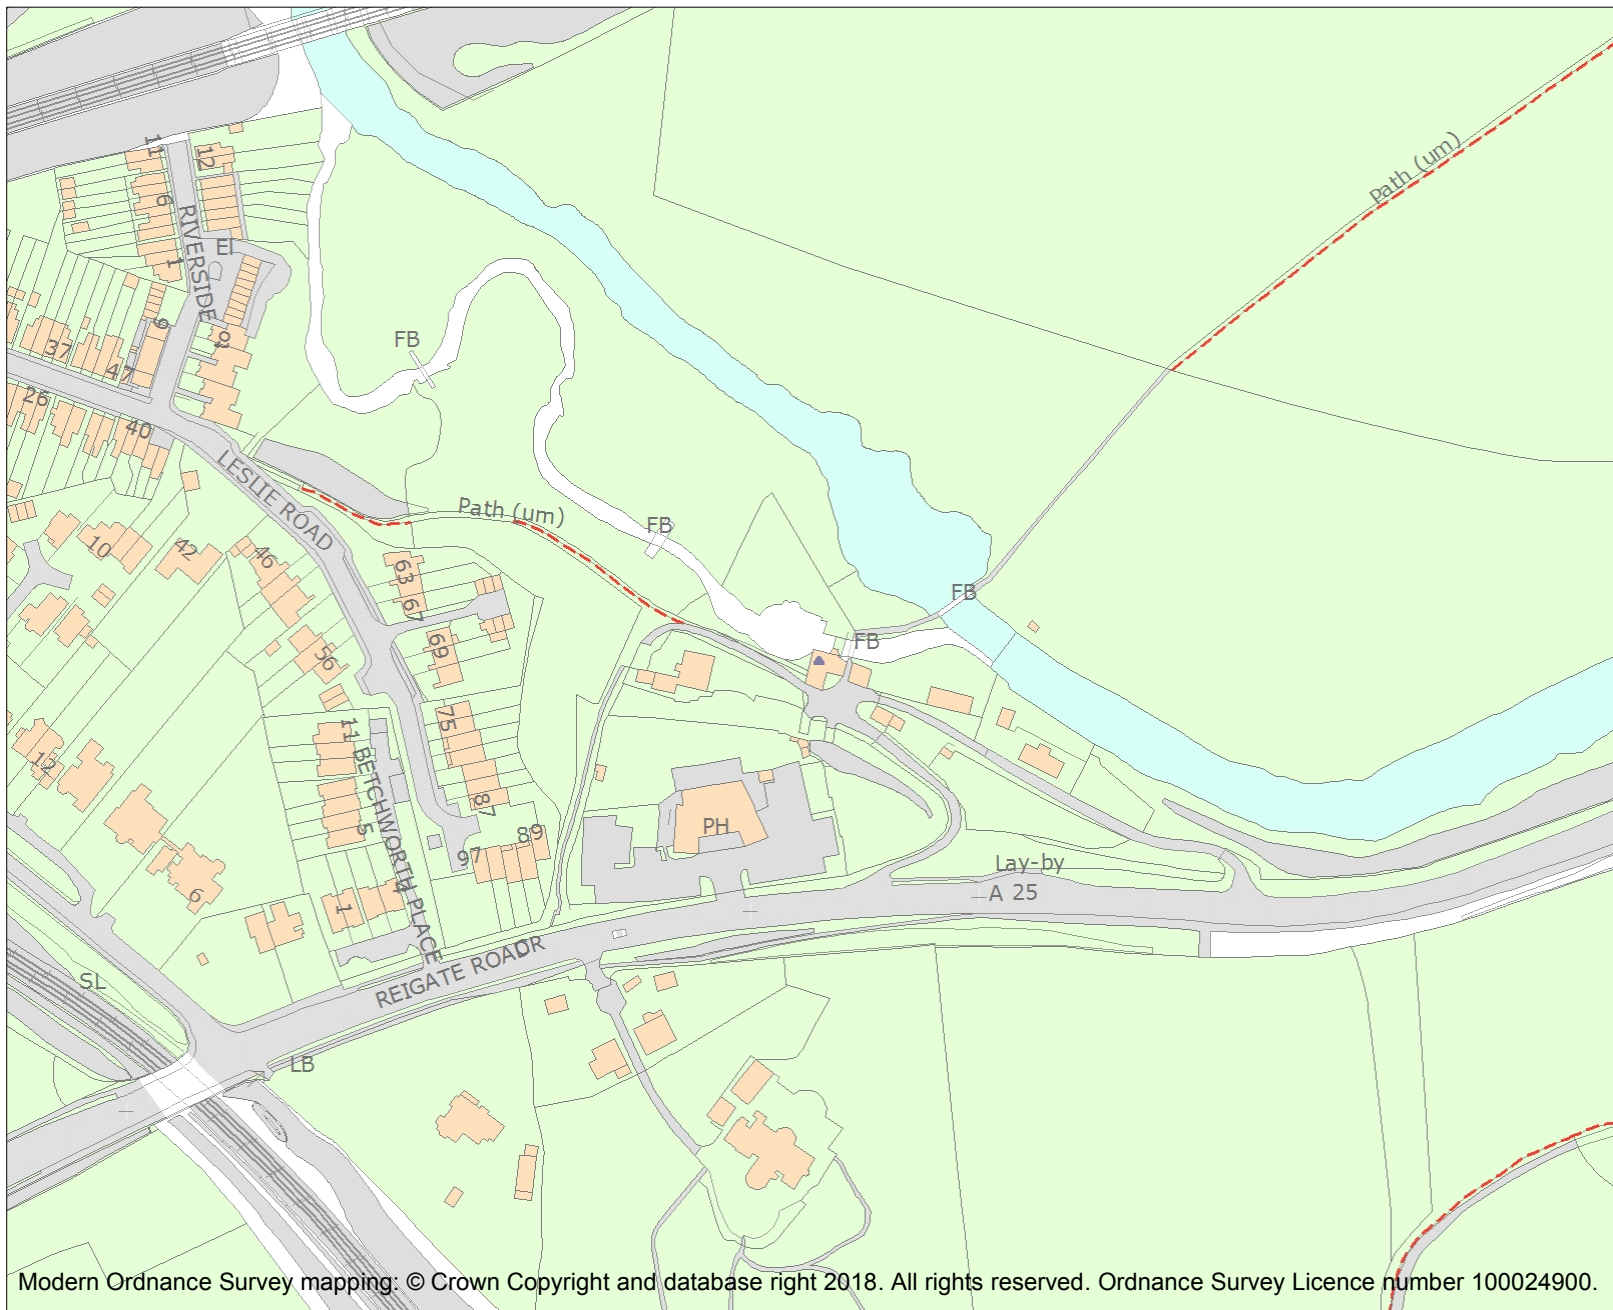 Path (um)
11
12
6
RIVERSIDE
EI
1
9
9
37
47
26
40
FB
LESLIE ROAD
Path (um)
FB
10
42
46
63
67
FB
FB
69
56
75
11
BETCHWORTH PLACE
12
87
5
89
PH
97
Lay-by
A 25
6
1
4
REIGATE ROAD
SL
LB
Modern Ordnance Survey mapping: © Crown Copyright and database right 2018. All rights reserved. Ordnance Survey Licence number 100024900.